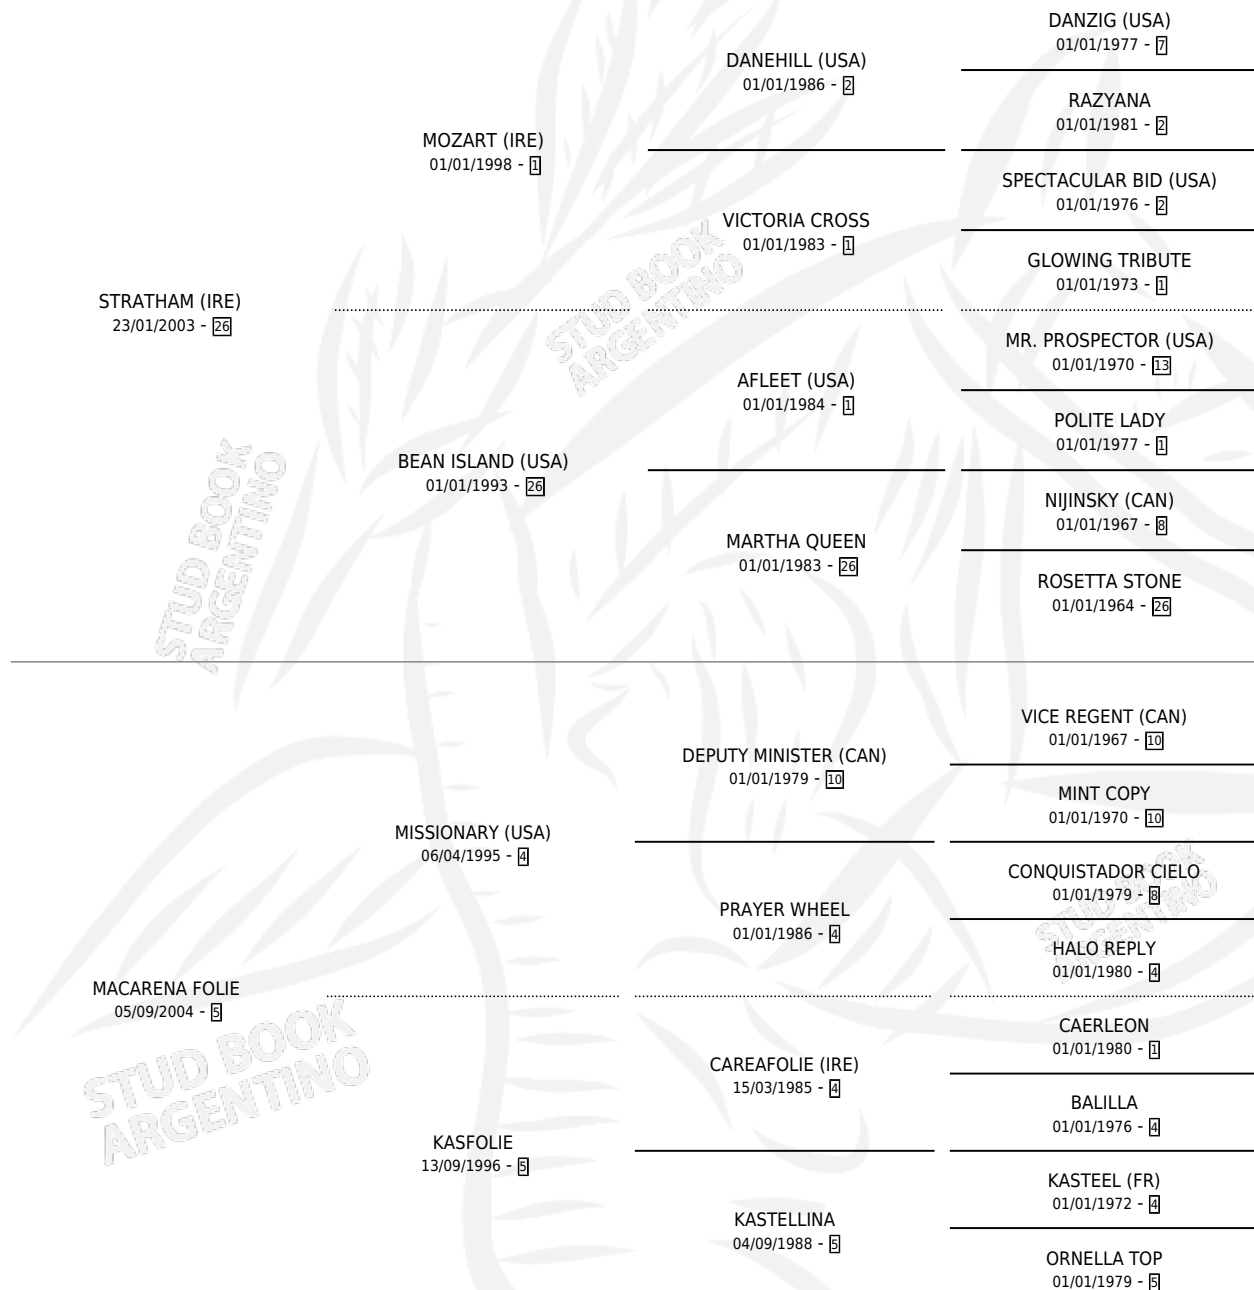 DANZIG (USA)
01/01/1977 - 7
DANEHILL (USA)
01/01/1986 - 2
RAZYANA
01/01/1981 - 2
MOZART (IRE)
01/01/1998 - 1
SPECTACULAR BID (USA)
01/01/1976 - 2
VICTORIA CROSS
01/01/1983 - 1
GLOWING TRIBUTE
01/01/1973 - 1
STRATHAM (IRE)
23/01/2003 - 26
STUD BOOK
ARGENTINO
MR. PROSPECTOR (USA)
01/01/1970 - 13
AFLEET (USA)
01/01/1984 - 1
POLITE LADY
01/01/1977 - 1
BEAN ISLAND (USA)
01/01/1993 - 26
NIJINSKY (CAN)
01/01/1967 - 8
MARTHA QUEEN
01/01/1983 - 26
ROSETTA STONE
01/01/1964 - 26
STUD BOOK
ARGENTINO
VICE REGENT (CAN)
01/01/1967 - 10
DEPUTY MINISTER (CAN)
01/01/1979 - 10
MINT COPY
01/01/1970 - 10
MISSIONARY (USA)
06/04/1995 - 4
CONQUISTADOR CIELO
01/01/1979 - 8
PRAYER WHEEL
01/01/1986 - 4
STUD BOOK
ARGENTINO
HALO REPLY
01/01/1980 - 4
MACARENA FOLIE
05/09/2004 - 5
CAERLEON
01/01/1980 - 1
CAREAFOLIE (IRE)
15/03/1985 - 4
BALILLA
01/01/1976 - 4
STUD BOOK
ARGENTINO
KASFOLIE
13/09/1996 - 5
KASTEEL (FR)
01/01/1972 - 4
KASTELLINA
04/09/1988 - 5
ORNELLA TOP
01/01/1979 - 5